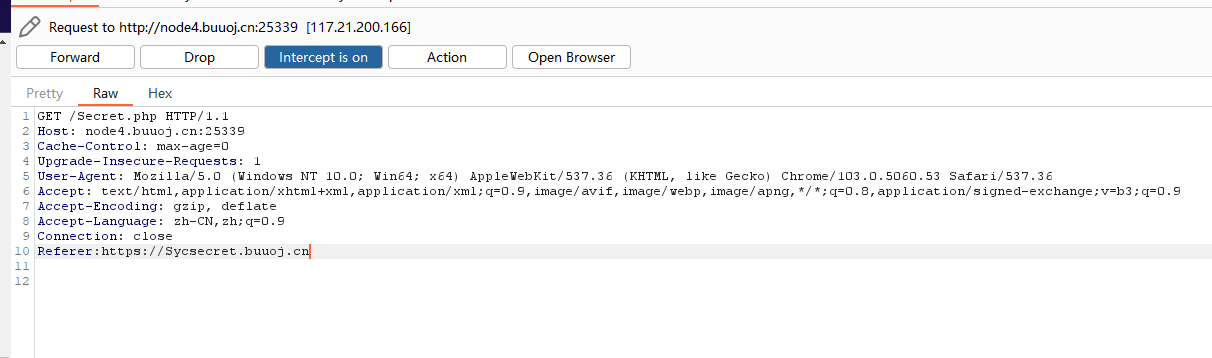 Request to http://node4.buuoj.cn:25339 [117.21.200.166]
Forward Drop Intercept is on Action Open Browser
Pretty Raw Hex
1 GET /Secret.php HTTP/1.1
2 Host: node4.buuoj.cn:25339
3 Cache-Control: max-age=0
4 Upgrade-Insecure-Requests: 1
5 User-Agent: Mozilla/5.0 (Windows NT 10.0; Win64; x64) AppleWebKit/537.36 (KHTML, like Gecko) Chrome/103.0.5060.53 Safari/537.36
6 Accept: text/html,application/xhtml+xml,application/xml;q=0.9,image/avif,image/webp,image/apng,*/*;q=0.8,application/signed-exchange;v=b3;q=0.9
7 Accept-Encoding: gzip, deflate
8 Accept-Language: zh-CN,zh;q=0.9
9 Connection: close
10 Referer:https://Sycsecret.buuoj.cn
11
12